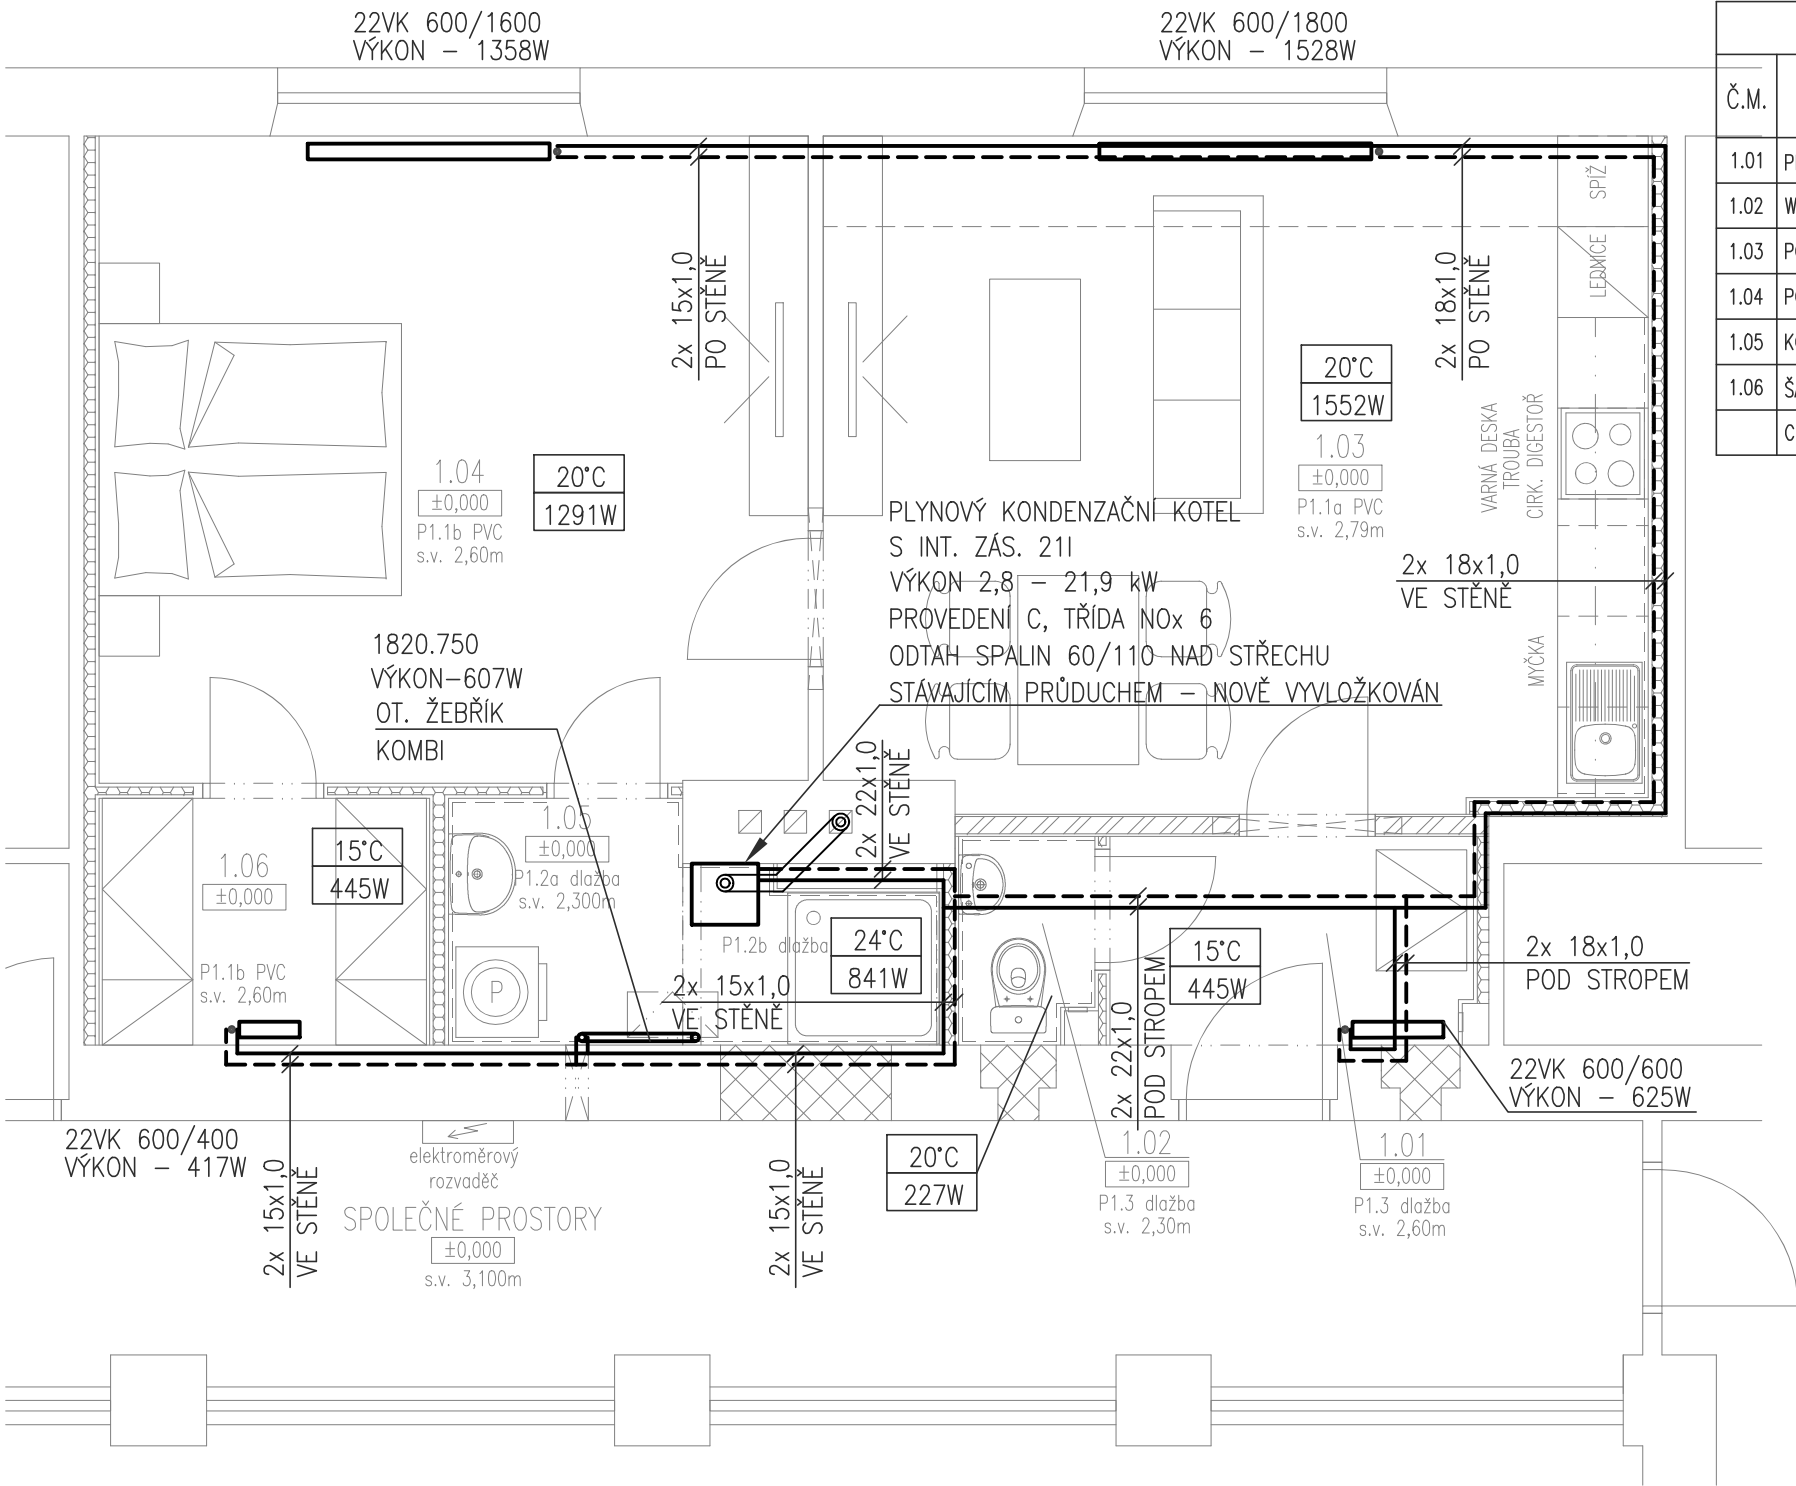 22VK 600/1600
VÝKON – 1358W
22VK 600/1800
VÝKON – 1528W
Č.M.
1.01
1.02
1.03
1.04
1.05
1.06
2x 15x1,0
PO STĚNĚ
2x 18x1,0
PO STĚNĚ
SPÍŽ
LEDNICE
20°C
1552W
1.03
±0,000
P1.1a PVC
s.v. 2,79m
VARNÁ DESKA
TROUBA
CIRK. DIGESTOŘ
1.04
±0,000
P1.1b PVC
s.v. 2,60m
20°C
1291W
PLYNOVÝ KONDENZAČNÍ KOTEL
S INT. ZÁS. 21l
VÝKON 2,8 – 21,9 kW
PROVEDENÍ C, TŘÍDA NOx 6
ODTAH SPALIN 60/110 NAD STŘECHU
STÁVAJÍCÍM PRŮDUCHEM – NOVĚ VYVLOŽKOVÁN
2x 18x1,0
VE STĚNĚ
MYČKA
1820.750
VÝKON–607W
OT. ŽEBŘÍK
KOMBI
2x 22x1,0
VE STĚNĚ
1.05
±0,000
P1.2a dlažba
s.v. 2,300m
1.06
±0,000
15°C
445W
P1.1b PVC
s.v. 2,60m
P
P1.2b dlažba
24°C
841W
2x 15x1,0
VE STĚNĚ
15°C
445W
2x 22x1,0
POD STROPEM
2x 18x1,0
POD STROPEM
22VK 600/600
VÝKON – 625W
22VK 600/400
VÝKON – 417W
2x 15x1,0
VE STĚNĚ
elektroměrový
rozvaděč
SPOLEČNÉ PROSTORY
±0,000
s.v. 3,100m
2x 15x1,0
VE STĚNĚ
20°C
227W
1.02
±0,000
P1.3 dlažba
s.v. 2,30m
1.01
±0,000
P1.3 dlažba
s.v. 2,60m